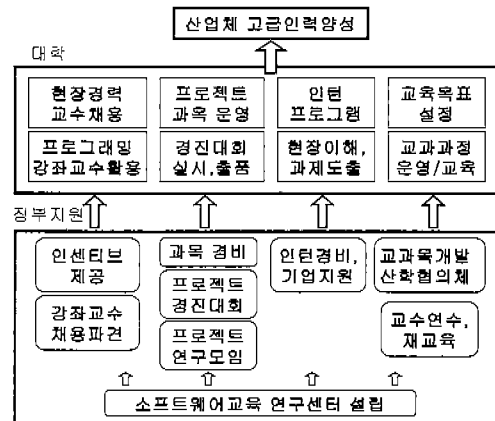 산업체 고급인력양성
대학
현장경력 프로젝트 인턴 교육목표
교수채용 과목 운영 프로그램 설정
프로그래밍 경진대회 현장이해, 교과과정
강좌교수활용 실시,출품 과제도출 운영/교육
정부지원
인센티브 제공
과목 경비
인턴경비, 기업지원
교과목개발 산학협의체
강좌교수 채용파견
프로젝트 경진대회
프로젝트 연구모임
교수연수, 재교육
소프트웨어교육 연구센터 설립